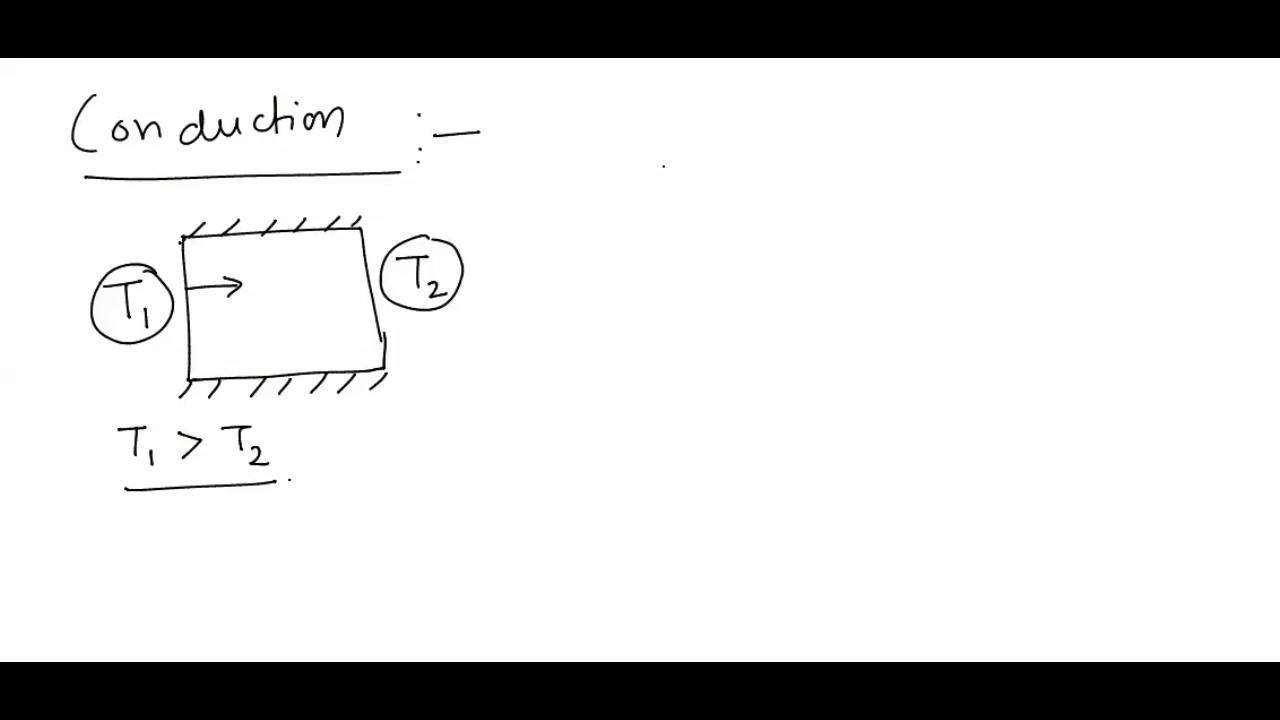 Conduction :-
T₁ T₂
T₁ > T₂